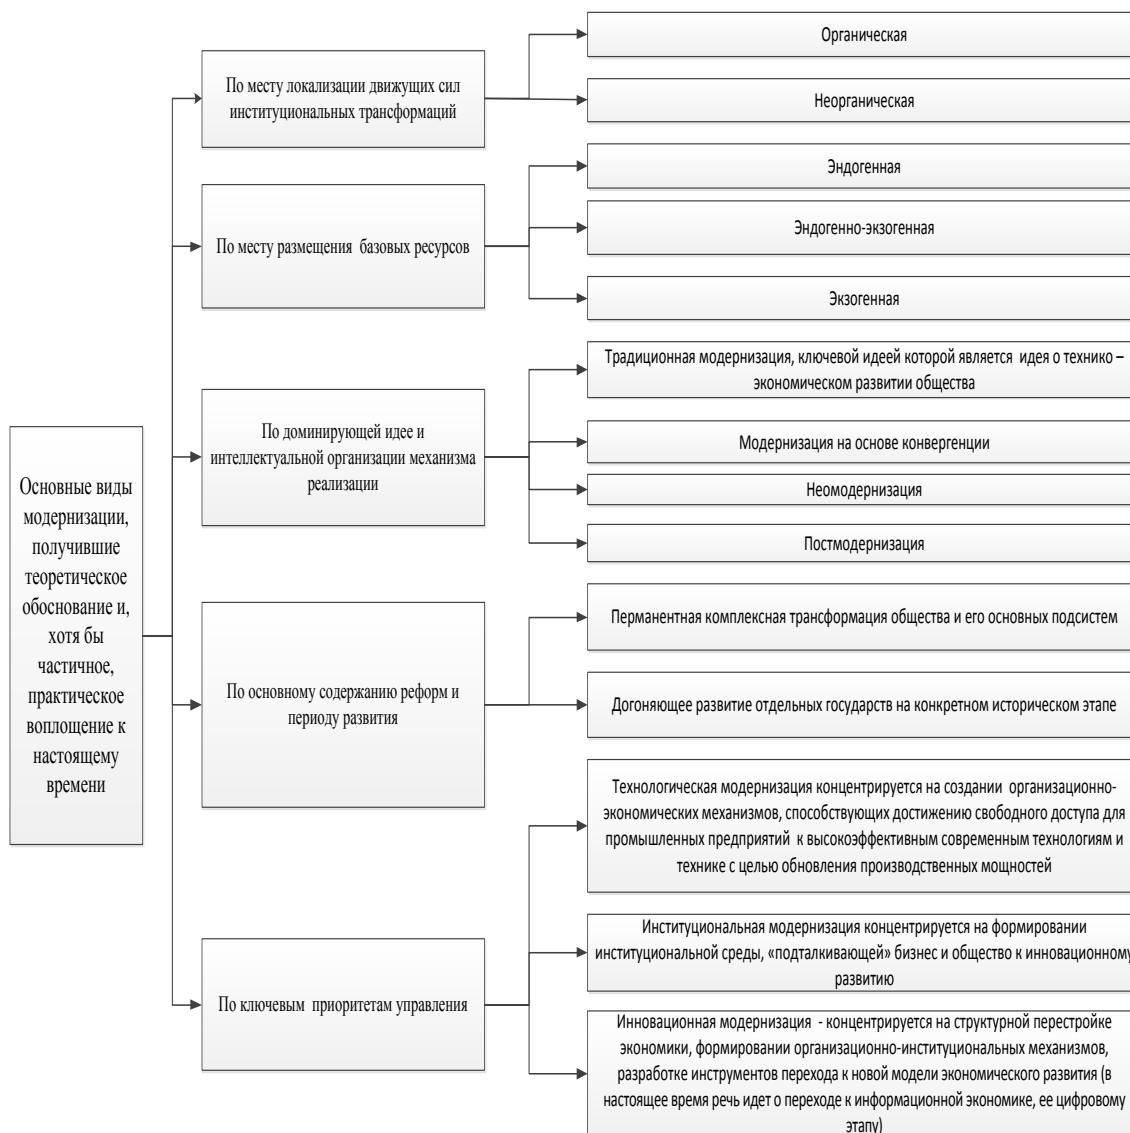 Основные виды
модернизации,
получившие
теоретическое
обоснование и,
хотя бы
частичное,
практическое
воплощение к
настоящему
времени
По месту локализации движущих сил
институциональных трансформаций
Органическая
Неорганическая
По месту размещения базовых ресурсов
Эндогенная
Эндогенно-экзогенная
Экзогенная
По доминирующей идее и
интеллектуальной организации механизма
реализации
Традиционная модернизация, ключевой идеей которой является идея о технико –
экономическом развитии общества
Модернизация на основе конвергенции
Неомодернизация
Постмодернизация
По основному содержанию реформ и
периоду развития
Перманентная комплексная трансформация общества и его основных подсистем
Догоняющее развитие отдельных государств на конкретном историческом этапе
По ключевым приоритетам управления
Технологическая модернизация концентрируется на создании организационно-
экономических механизмов, способствующих достижению свободного доступа для
промышленных предприятий к высокоэффективным современным технологиям и
технике с целью обновления производственных мощностей
Институциональная модернизация концентрируется на формировании
институциональной среды, «подталкивающей» бизнес и общество к инновационному
развитию
Инновационная модернизация - концентрируется на структурной перестройке
экономики, формировании организационно-институциональных механизмов,
разработке инструментов перехода к новой модели экономического развития (в
настоящее время речь идет о переходе к информационной экономике, ее цифровому
этапу)